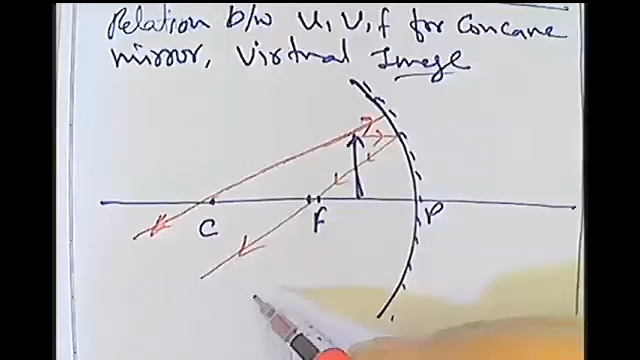 Relation b/w u, v, f for Concave
mirror, Virtual Image
C
F
P